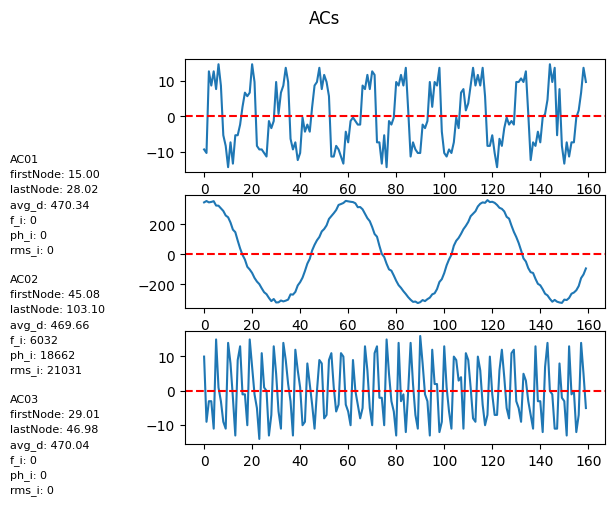 ACs
AC01
firstNode: 15.00
lastNode: 28.02
avg_d: 470.34
f_i: 0
ph_i: 0
rms_i: 0
AC02
firstNode: 45.08
lastNode: 103.10
avg_d: 469.66
f_i: 6032
ph_i: 18662
rms_i: 21031
AC03
firstNode: 29.01
lastNode: 46.98
avg_d: 470.04
f_i: 0
ph_i: 0
rms_i: 0
10
0
−10
0 20 40 60 80 100 120 140 160
200
0
−200
0 20 40 60 80 100 120 140 160
10
0
−10
0 20 40 60 80 100 120 140 160